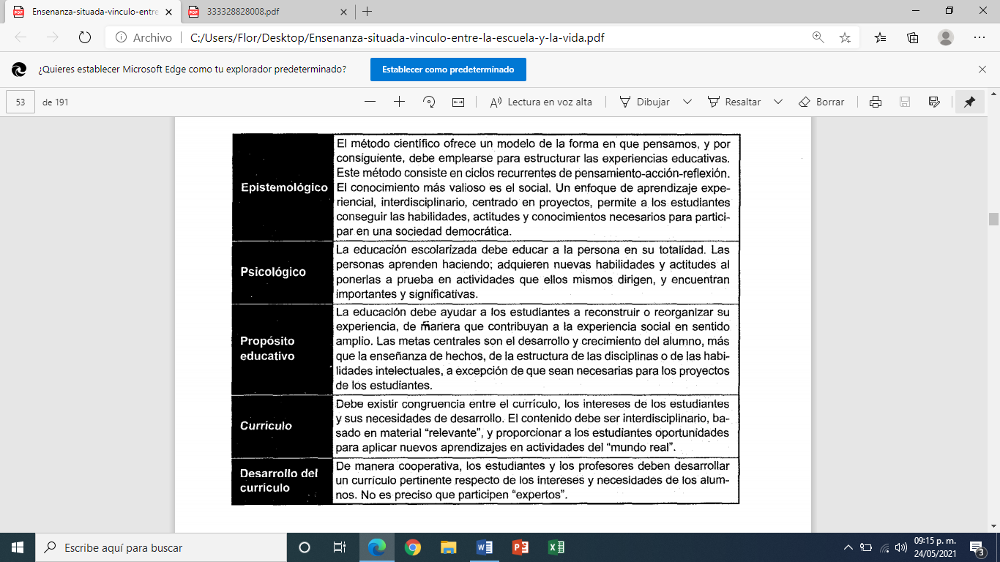 Ensenanza-situada-vinculo-entre
333328828008.pdf
Archivo
C:/Users/Flor/Desktop/Ensenanza-situada-vinculo-entre-la-escuela-y-la-vida.pdf
¿Quieres establecer Microsoft Edge como tu explorador predeterminado?
Establecer como predeterminado
53 de 191
Lectura en voz alta
Dibujar
Resaltar
Borrar
Epistemológico
El método científico ofrece un modelo de la forma en que pensamos, y por
consiguiente, debe emplearse para estructurar las experiencias educativas.
Este método consiste en ciclos recurrentes de pensamiento-acción-reflexión.
El conocimiento más valioso es el social. Un enfoque de aprendizaje expe-
riencial, interdisciplinario, centrado en proyectos, permite a los estudiantes
conseguir las habilidades, actitudes y conocimientos necesarios para partici-
par en una sociedad democrática.
Psicológico
La educación escolarizada debe educar a la persona en su totalidad. Las
personas aprenden haciendo; adquieren nuevas habilidades y actitudes al
ponerlas a prueba en actividades que ellos mismos dirigen, y encuentran
importantes y significativas.
Propósito
educativo
La educación debe ayudar a los estudiantes a reconstruir o reorganizar su
experiencia, de manera que contribuyan a la experiencia social en sentido
amplio. Las metas centrales son el desarrollo y crecimiento del alumno, más
que la enseñanza de hechos, de la estructura de las disciplinas o de las habi-
lidades intelectuales, a excepción de que sean necesarias para los proyectos
de los estudiantes.
Currículo
Debe existir congruencia entre el currículo, los intereses de los estudiantes
y sus necesidades de desarrollo. El contenido debe ser interdisciplinario, ba-
sado en material “relevante”, y proporcionar a los estudiantes oportunidades
para aplicar nuevos aprendizajes en actividades del “mundo real”.
Desarrollo del
currículo
De manera cooperativa, los estudiantes y los profesores deben desarrollar
un currículo pertinente respecto de los intereses y necesidades de los alum-
nos. No es preciso que participen “expertos”.
Escribe aquí para buscar
09:15 p. m.
24/05/2021
3